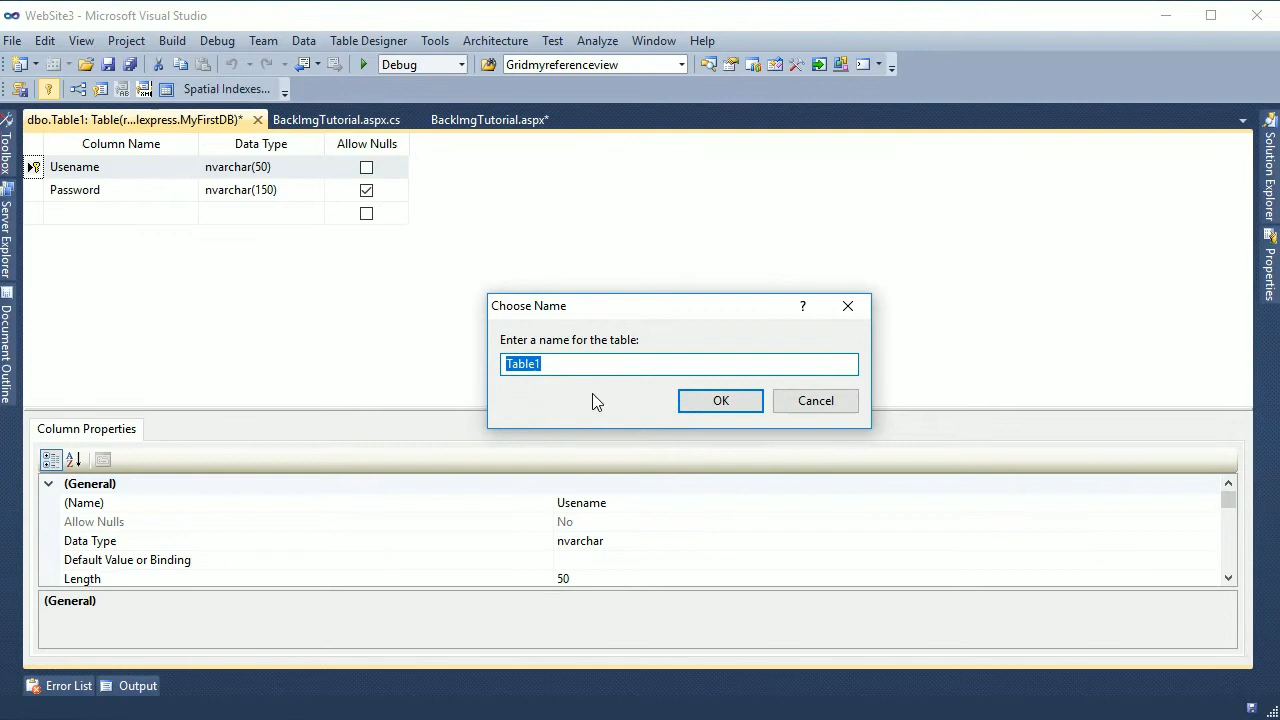 WebSite3 - Microsoft Visual Studio
File Edit View Project Build Debug Team Data Table Designer Tools Architecture Test Analyze Window Help
Debug Gridmyreferenceview
Spatial Indexes...
dbo.Table1: Table(r...lexpress.MyFirstDB)* BackImgTutorial.aspx.cs BackImgTutorial.aspx*
Column Name Data Type Allow Nulls
Usename nvarchar(50)
Password nvarchar(150)
Toolbox
Server Explorer
Document Outline
Solution Explorer
Properties
Choose Name ?
Enter a name for the table:
Table1
OK Cancel
Column Properties
(General)
(Name) Usename
Allow Nulls No
Data Type nvarchar
Default Value or Binding
Length 50
(General)
Error List Output